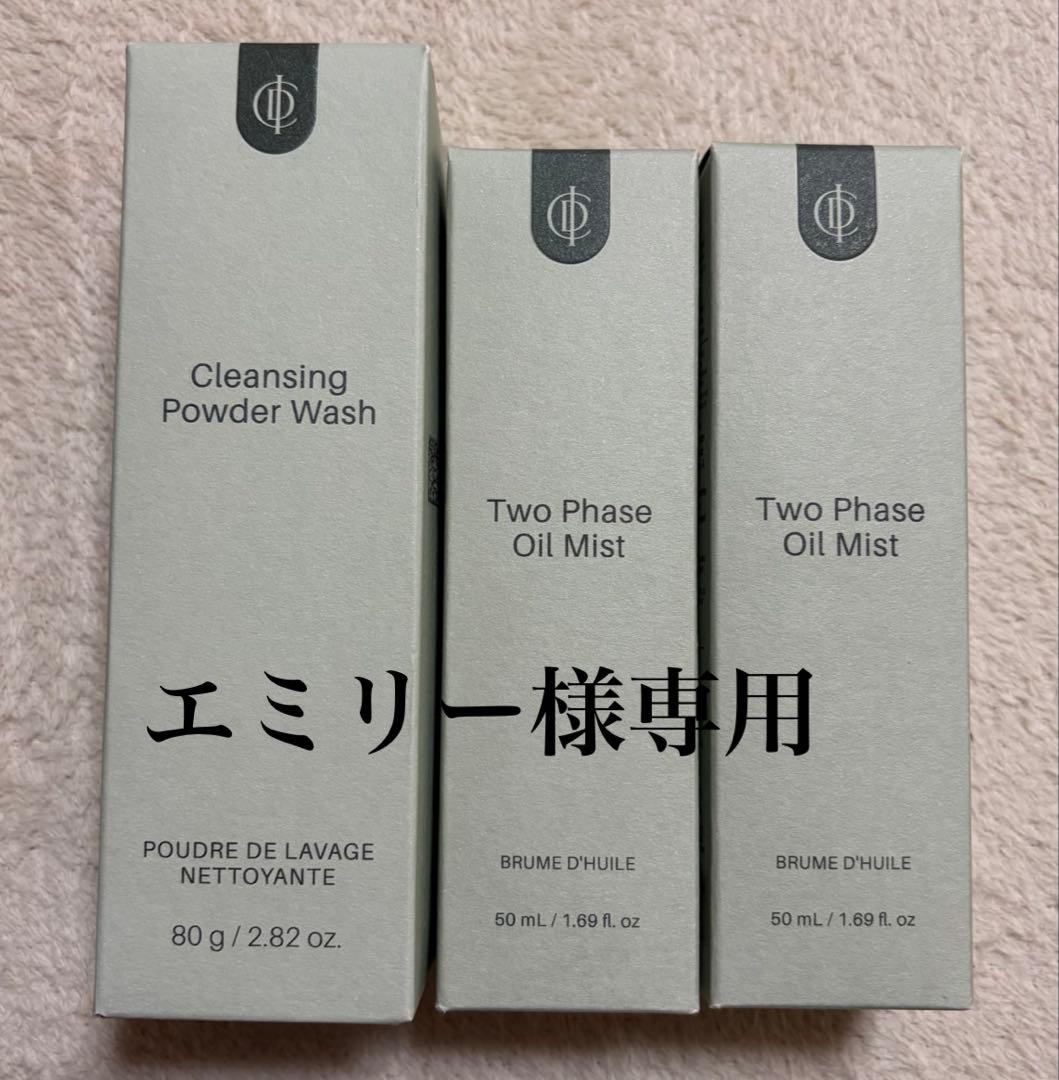 Cleansing
Powder Wash
POUDRE DE LAVAGE
NETTOYANTE
80 g / 2.82 oz.
Two Phase
Oil Mist
BRUME D'HUILE
50 mL / 1.69 fl. oz
Two Phase
Oil Mist
BRUME D'HUILE
50 mL / 1.69 fl. oz
エミリー様専用